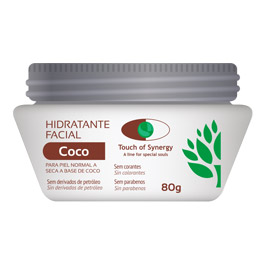 HIDRATANTE
FACIAL
Coco
PARA PIEL NORMAL A
SECA A BASE DE COCO
Sem derivados de petróleo
Sin derivados de petróleo
Touch of Synergy
A line for special souls
Sem corantes
Sin colorantes
Sem parabenos
Sin parabenos
80g